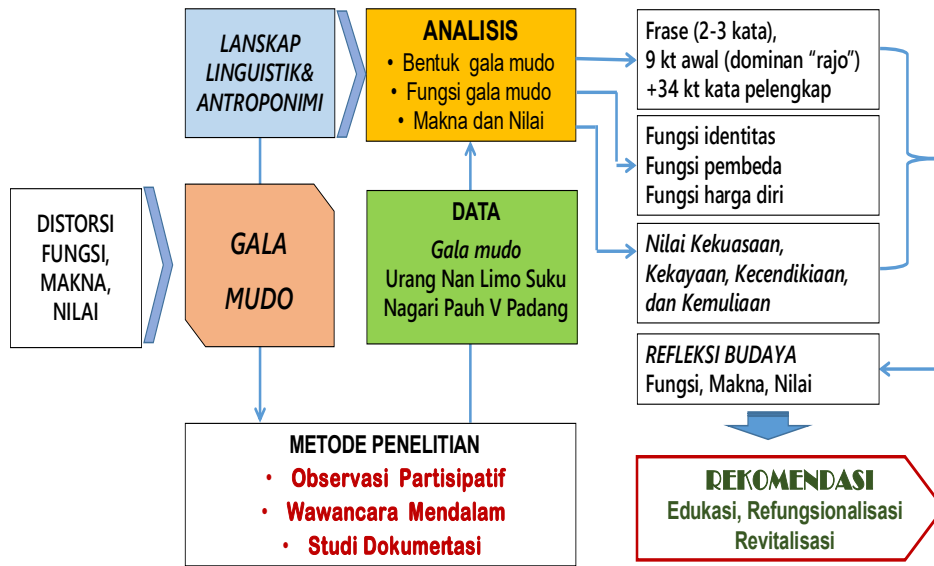 DISTORSI
FUNGSI,
MAKNA,
NILAI
LANSKAP
LINGUISTIK&
ANTROPONIMI
GALA
MUDO
ANALISIS
• Bentuk gala mudo
• Fungsi gala mudo
• Makna dan Nilai
DATA
Gala mudo
Urang Nan Limo Suku
Nagari Pauh V Padang
METODE PENELITIAN
• Observasi Partisipatif
• Wawancara Mendalam
• Studi Dokumertasi
Frase (2-3 kata),
9 kt awal (dominan “rajo”)
+34 kt kata pelengkap
Fungsi identitas
Fungsi pembeda
Fungsi harga diri
Nilai Kekuasaan,
Kekayaan, Kecendikiaan,
dan Kemuliaan
REFLEKSI BUDAYA
Fungsi, Makna, Nilai
REKOMENDASI
Edukasi, Refungsionalisasi
Revitalisasi